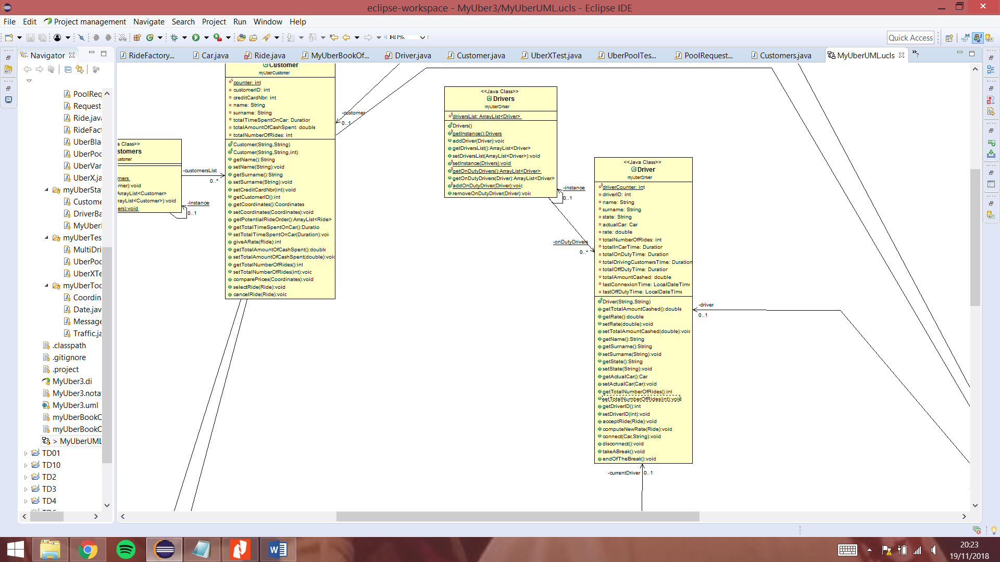 eclipse-workspace - MyUber3/MyUberUML.ucls - Eclipse IDE
File Edit Project management Navigate Search Project Run Window Help
80%
Quick Access
Navigator
RideFactory...
Car.java
Ride.java
MyUberBookOf...
Driver.java
Customer.java
UberXTest.java
UberPoolTes...
PoolRequest...
Customers.java
MyUberUML.ucls
»7
PoolReq
Request
Ride.java
RideFact
UberBla
UberPoo
UberVar
UberX.ja
myUberSta
Custome
DriverBa
MyUberI
myUberTes
MultiDri
UberPoo
UberXTe
myUberToo
Coordin
Date.jav
Message
Traffic.ja
.classpath
.gitignore
.project
MyUber3.di
MyUber3.nota
MyUber3.uml
myUberBookO
myUberBookO
> MyUberUML
TD01
TD10
TD2
TD3
TD4
a Class>>
stomers
ustomer
mers
omer):void
ArrayList<Customer>
rrayList<Customer>):void
ers):void
-instance
0..1
-customersList
0..*
Customer
myUberCustomer
counter: int
customerID: int
creditCardNbr: int
name: String
surname: String
totalTimeSpentOnCar: Duration
totalAmountOfCashSpent: double
totalNumberOfRides: int
Customer(String,String)
Customer(String,String,int)
getName():String
setName(String):void
getSurname():String
setSurname(String):void
setCreditCardNbr(int):void
getCustomerID():int
getCoordinates():Coordinates
setCoordinates(Coordinates):void
getPotentialRideOrder():ArrayList<Ride>
getTotalTimeSpentOnCar():Duratio
setTotalTimeSpentOnCar(Duration):voi
giveARate(Ride):int
getTotalAmountOfCashSpent():double
setTotalAmountOfCashSpent(double):voi
getTotalNumberOfRides():int
setTotalNumberOfRides(int):void
comparePrices(Coordinates):void
selectRide(Ride):void
cancelRide(Ride):void
-customer
0..1
<<Java Class>>
Drivers
myUberDriver
driversList: ArrayList<Driver>
Drivers()
getInstance():Drivers
addDriver(Driver):void
getDriversList():ArrayList<Driver>
setDriversList(ArrayList<Driver>):void
setInstance(Drivers):void
getOnDutyDrivers():ArrayList<Driver>
getOnDutyDrivers(Driver):ArrayList<Driver>
addOnDutyDriver(Driver):void
removeOnDutyDriver(Driver):void
-instance
0..1
-onDutyDrivers
0..*
<<Java Class>>
Driver
myUberDriver
driverCounter: int
driverID: int
name: String
surname: String
state: String
actualCar: Car
rate: double
totalNumberOfRides: int
totalInCarTime: Duration
totalOnDutyTime: Duration
totalDrivingCustomersTime: Duration
totalOffDutyTime: Duration
totalAmountCashed: double
lastConnexionTime: LocalDateTime
lastOffDutyTime: LocalDateTime
Driver(String,String)
getTotalAmountCashed():double
getRate():double
setRate(double):void
setTotalAmountCashed(double):void
getName():String
getSurname():String
setSurname(String):void
getState():String
setState(String):void
getActualCar():Car
setActualCar(Car):void
getTotalNumberOfRides():int
setTotalNumberOfRides(int):void
getDriverID():int
setDriverID(int):void
acceptRide(Ride):void
computeNewRate(Ride):void
connect(Car,String):void
disconnect():void
takeABreak():void
endOfTheBreak():void
-driver
0..1
-currentDriver 0..1
20:23
19/11/2018